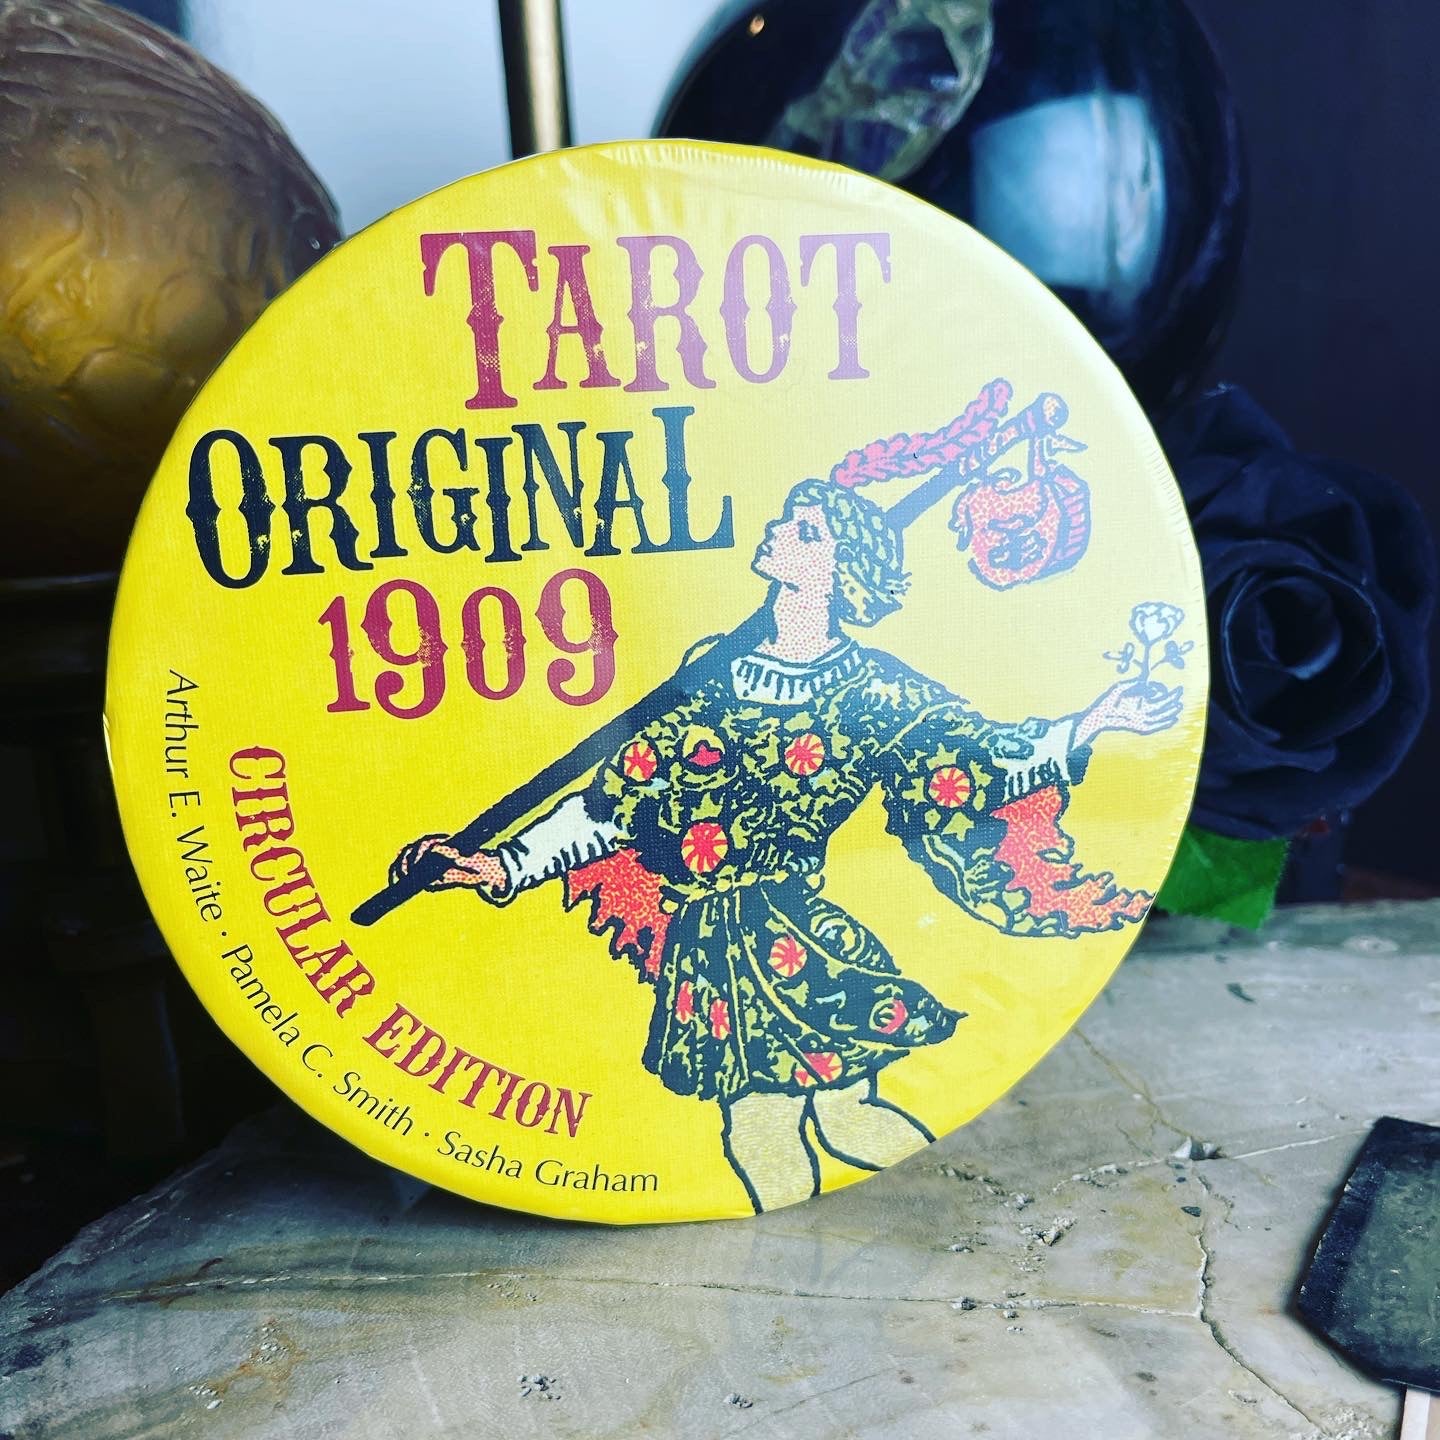 TAROT
ORIGINAL
1909
CIRCULAR EDITION
Arthur E. Waite · Pamela C. Smith · Sasha Graham